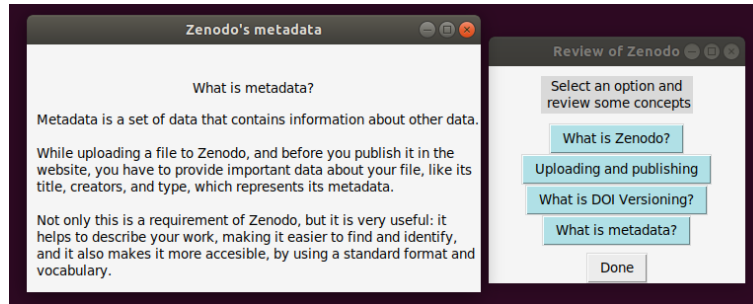 Zenodo's metadata
What is metadata?
Metadata is a set of data that contains information about other data.
While uploading a file to Zenodo, and before you publish it in the
website, you have to provide important data about your file, like its
title, creators, and type, which represents its metadata.
Not only this is a requirement of Zenodo, but it is very useful: it
helps to describe your work, making it easier to find and identify,
and it also makes it more accesible, by using a standard format and
vocabulary.
Review of Zenodo
Select an option and
review some concepts
What is Zenodo?
Uploading and publishing
What is DOI Versioning?
What is metadata?
Done